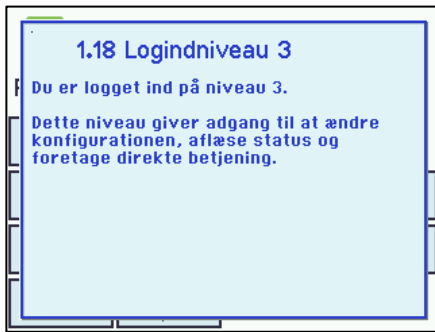 1.18 Logindniveau 3
Du er logget ind på niveau 3.
Dette niveau giver adgang til at ændre
konfigurationen, aflæse status og
foretage direkte betjening.